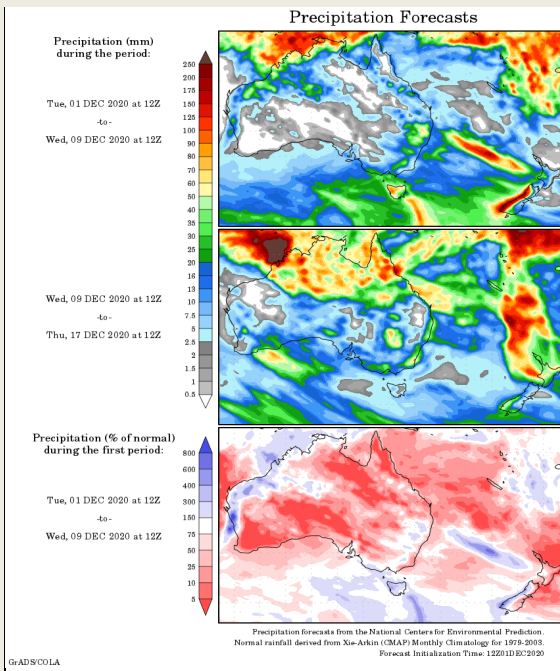 Precipitation Forecasts
Precipitation (mm)
during the period:
Tue, 01 DEC 2020 at 12Z
-to-
Wed, 09 DEC 2020 at 12Z
250
200
175
150
125
100
90
80
70
60
50
40
35
30
25
20
16
13
10
7.5
5
2.5
2
1.5
1
0.5
Wed, 09 DEC 2020 at 12Z
-to-
Thu, 17 DEC 2020 at 12Z
Precipitation (% of normal)
during the first period:
Tue, 01 DEC 2020 at 12Z
-to-
Wed, 09 DEC 2020 at 12Z
800
600
400
300
150
75
50
25
10
5
Precipitation forecasts from the National Centers for Environmental Prediction.
Normal rainfall derived from Xie-Arkin (CMAP) Monthly Climatology for 1979-2003.
Forecast Initialization Time: 12Z01DEC2020
GrADS/COLA